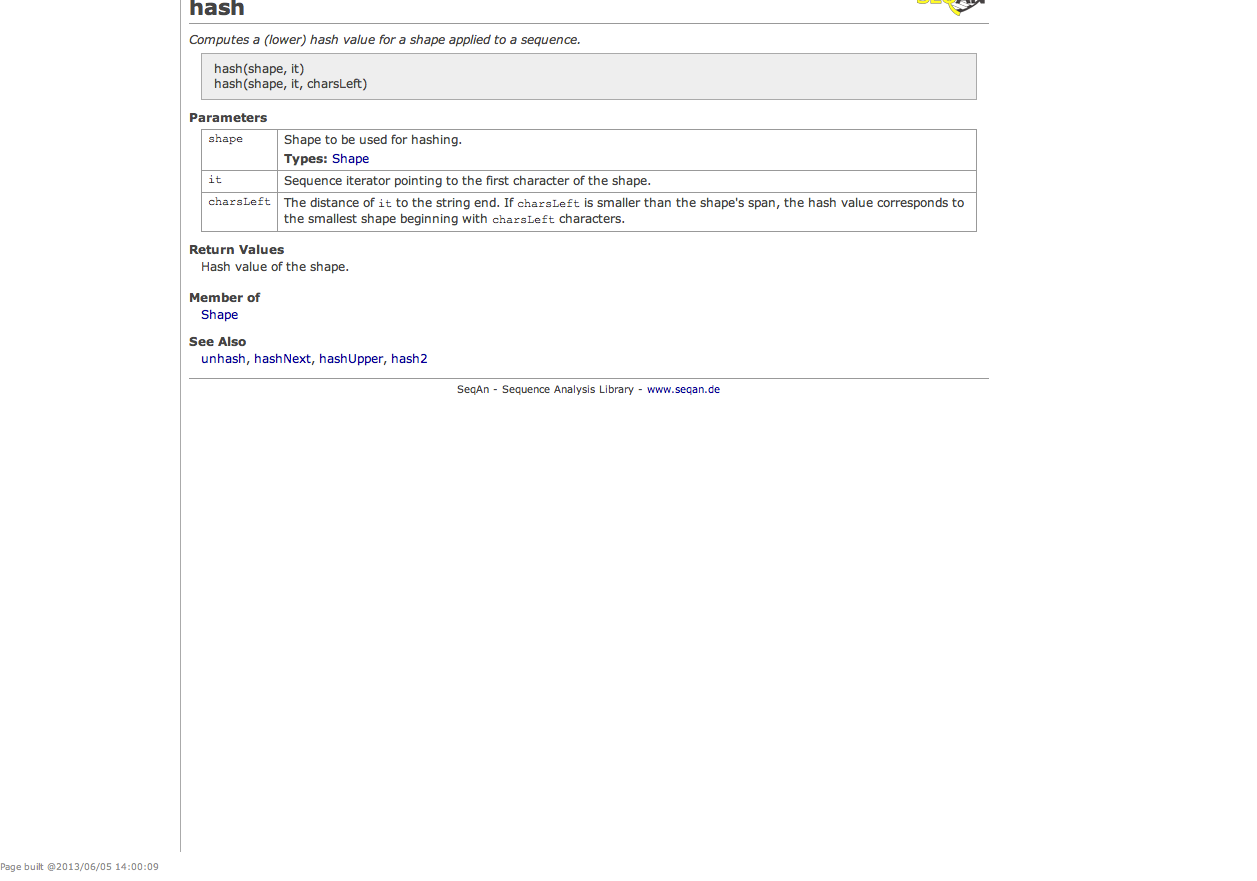 hash
Computes a (lower) hash value for a shape applied to a sequence.
hash(shape, it)
hash(shape, it, charsLeft)
Parameters
shape
Shape to be used for hashing.
Types: Shape
it
Sequence iterator pointing to the first character of the shape.
charsLeft
The distance of it to the string end. If charsLeft is smaller than the shape's span, the hash value corresponds to
the smallest shape beginning with charsLeft characters.
Return Values
Hash value of the shape.
Member of
Shape
See Also
unhash, hashNext, hashUpper, hash2
SeqAn - Sequence Analysis Library - www.seqan.de
Page built @2013/06/05 14:00:09